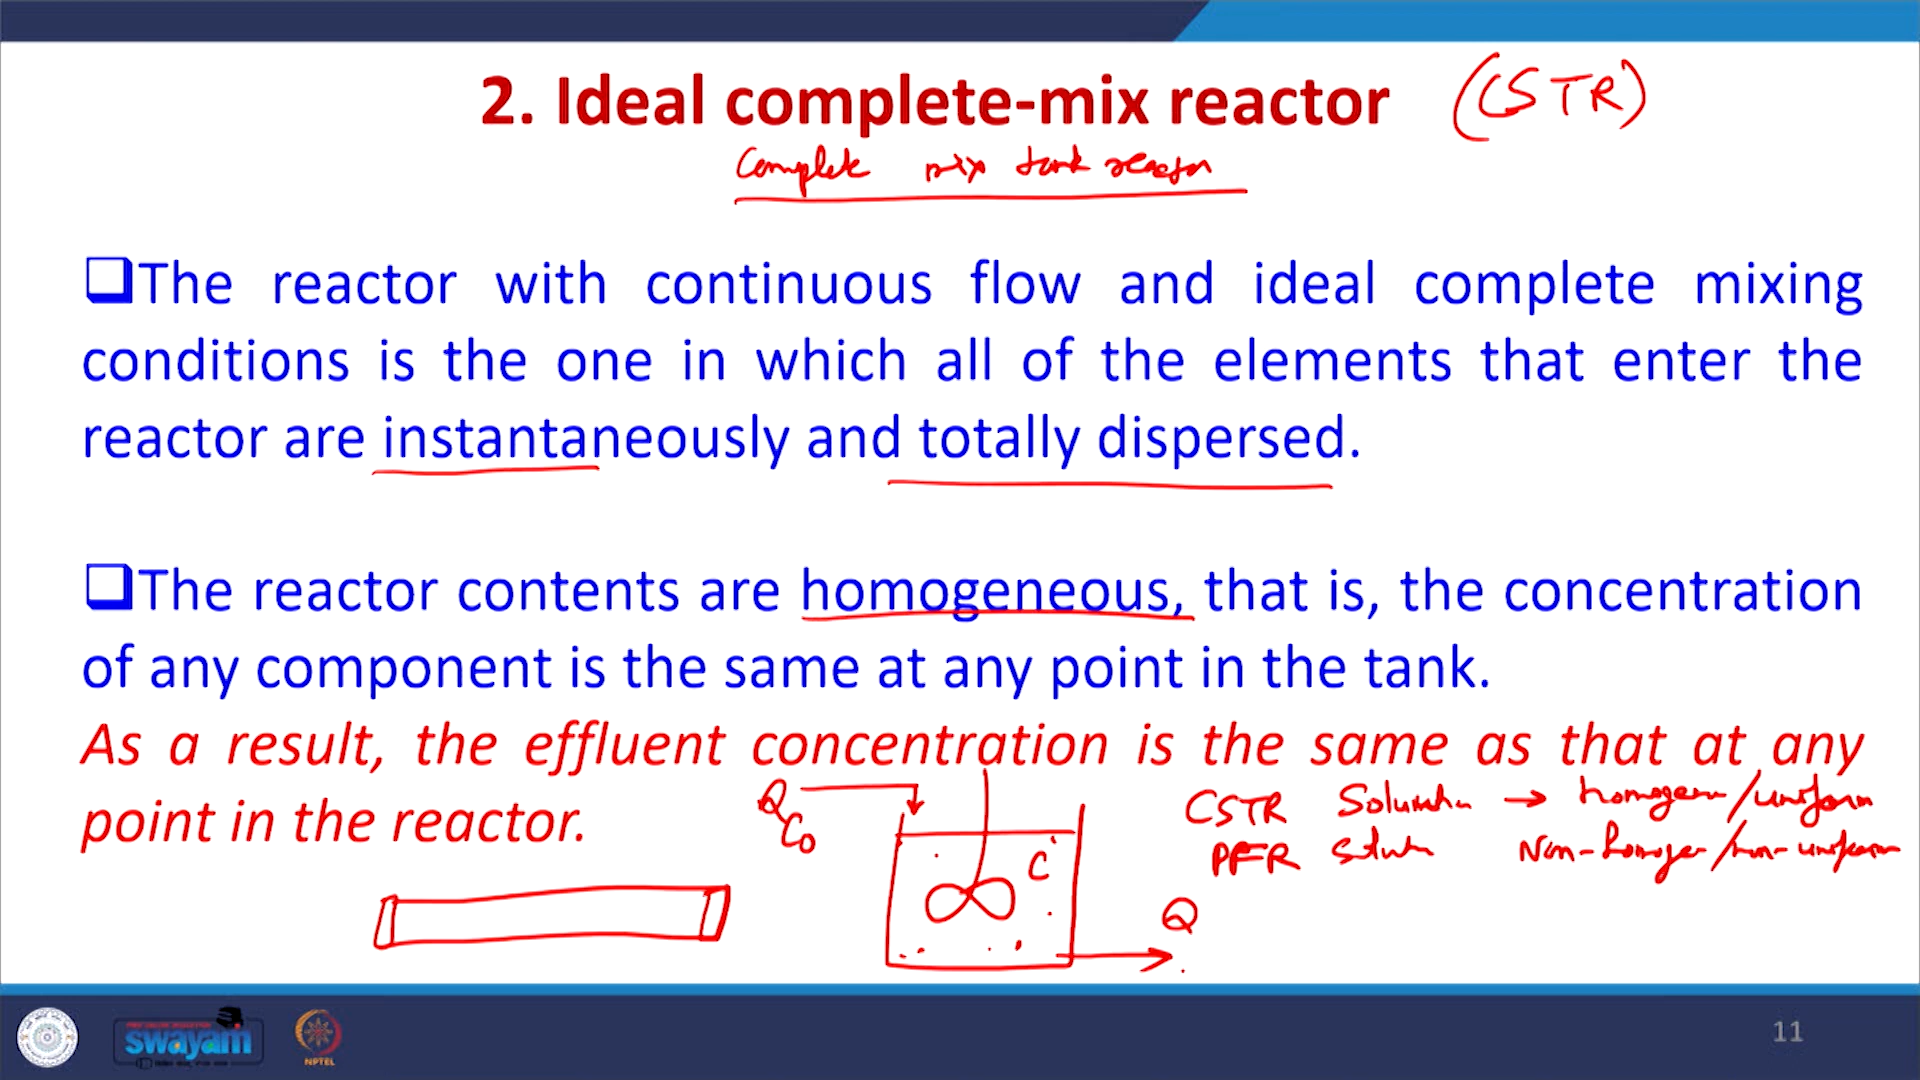 2. Ideal complete-mix reactor (CSTR)
Complete mix tank reactor
❑The reactor with continuous flow and ideal complete mixing
conditions is the one in which all of the elements that enter the
reactor are instantaneously and totally dispersed.
❑The reactor contents are homogeneous, that is, the concentration
of any component is the same at any point in the tank.
As a result, the effluent concentration is the same as that at any
point in the reactor.
Q
C0
C
Q
CSTR → /uniform
PFR Non-
swayam
NPTEL
11